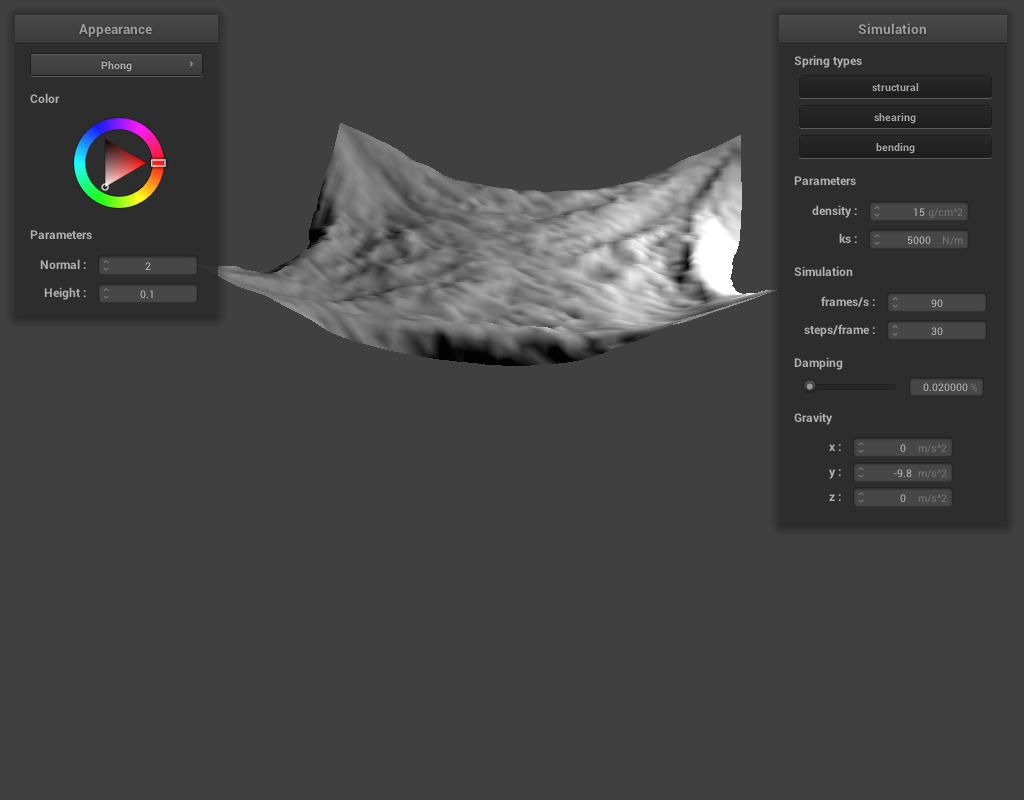 Appearance
Phong
Color
Parameters
Normal : 2
Height : 0.1
Simulation
Spring types
structural
shearing
bending
Parameters
density : 15 g/cm^2
ks : 5000 N/m
Simulation
frames/s : 90
steps/frame : 30
Damping
0.020000 %
Gravity
x : 0 m/s^2
y : -9.8 m/s^2
z : 0 m/s^2